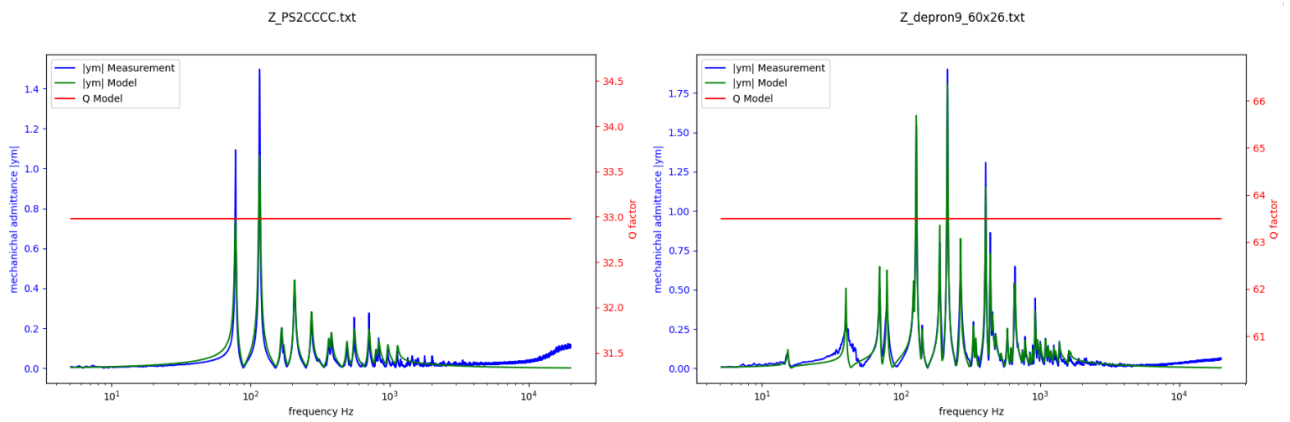 Z_PS2CCCC.txt
|ym| Measurement
|ym| Model
Q Model
mechanichal admittance |ym|
1.4
1.2
1.0
0.8
0.6
0.4
0.2
0.0
10¹
10²
10³
10⁴
frequency Hz
34.5
34.0
33.5
33.0
32.5
32.0
31.5
Q factor
Z_depron9_60x26.txt
|ym| Measurement
|ym| Model
Q Model
mechanichal admittance |ym|
1.75
1.50
1.25
1.00
0.75
0.50
0.25
0.00
10¹
10²
10³
10⁴
frequency Hz
66
65
64
63
62
61
Q factor